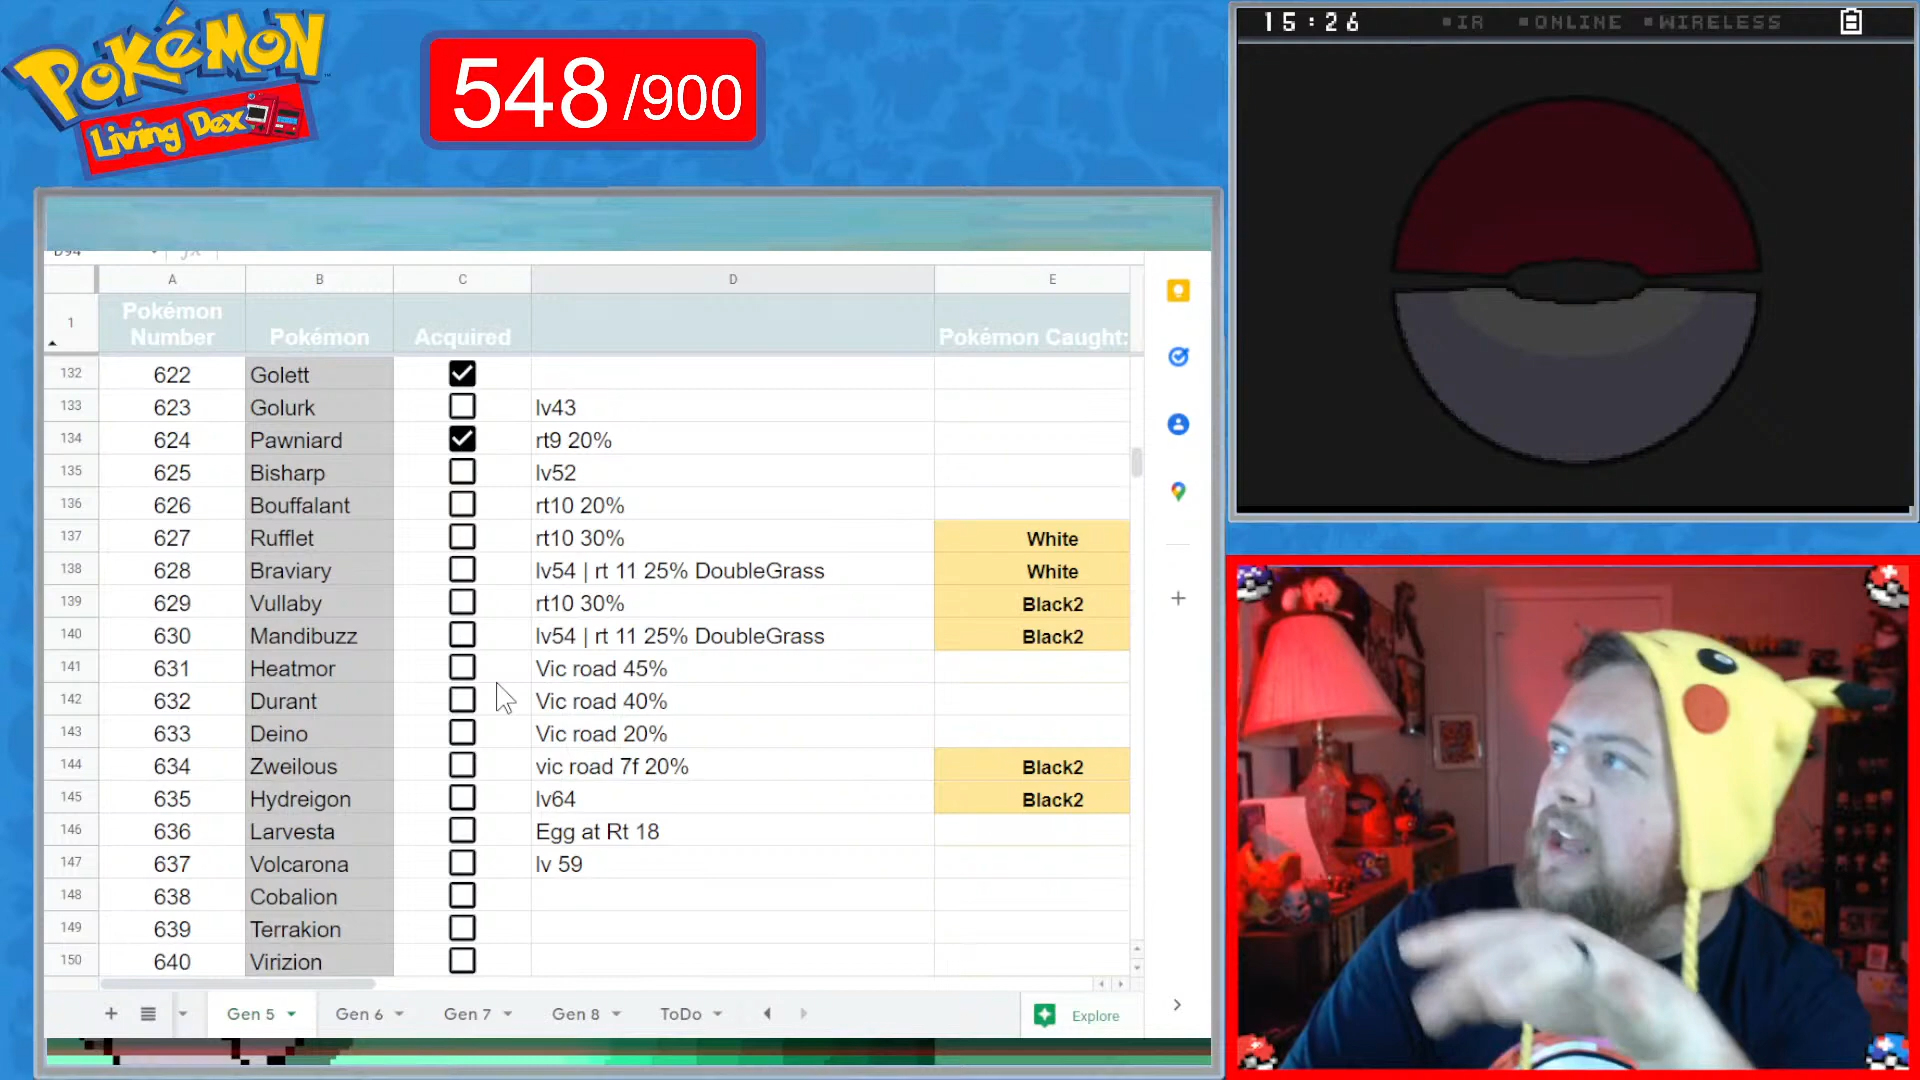 POKÉMON
Living Dex
548 /900
15:26 IR ONLINE WIRELESS
D94 fx
A B C D E
1 Pokémon Number Pokémon Acquired Pokémon Caught:
132 622 Golett
133 623 Golurk lv43
134 624 Pawniard rt9 20%
135 625 Bisharp lv52
136 626 Bouffalant rt10 20%
137 627 Rufflet rt10 30% White
138 628 Braviary lv54 | rt 11 25% DoubleGrass White
139 629 Vullaby rt10 30% Black2
140 630 Mandibuzz lv54 | rt 11 25% DoubleGrass Black2
141 631 Heatmor Vic road 45%
142 632 Durant Vic road 40%
143 633 Deino Vic road 20%
144 634 Zweilous vic road 7f 20% Black2
145 635 Hydreigon lv64 Black2
146 636 Larvesta Egg at Rt 18
147 637 Volcarona lv 59
148 638 Cobalion
149 639 Terrakion
150 640 Virizion
Gen 5 Gen 6 Gen 7 Gen 8 ToDo Explore